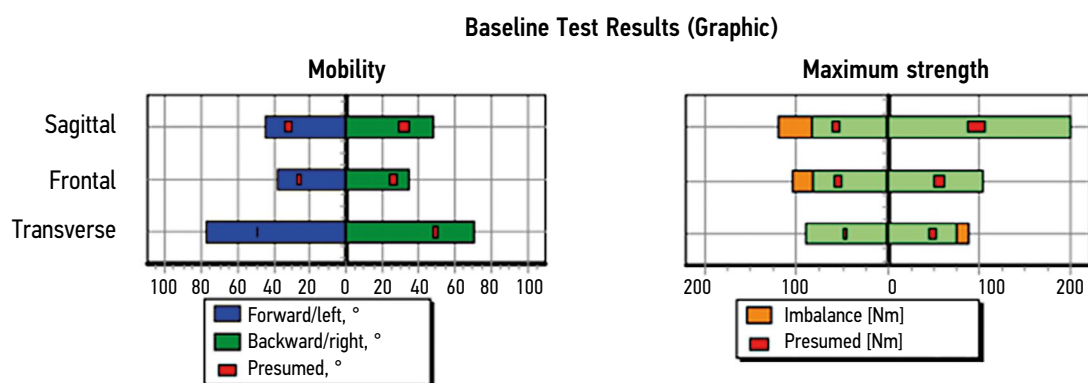 Baseline Test Results (Graphic)
Mobility
Maximum strength
Sagittal
Frontal
Transverse
100 80 60 40 20 0 20 40 60 80 100
200 100 0 100 200
Forward/left, °
Backward/right, °
Presumed, °
Imbalance [Nm]
Presumed [Nm]